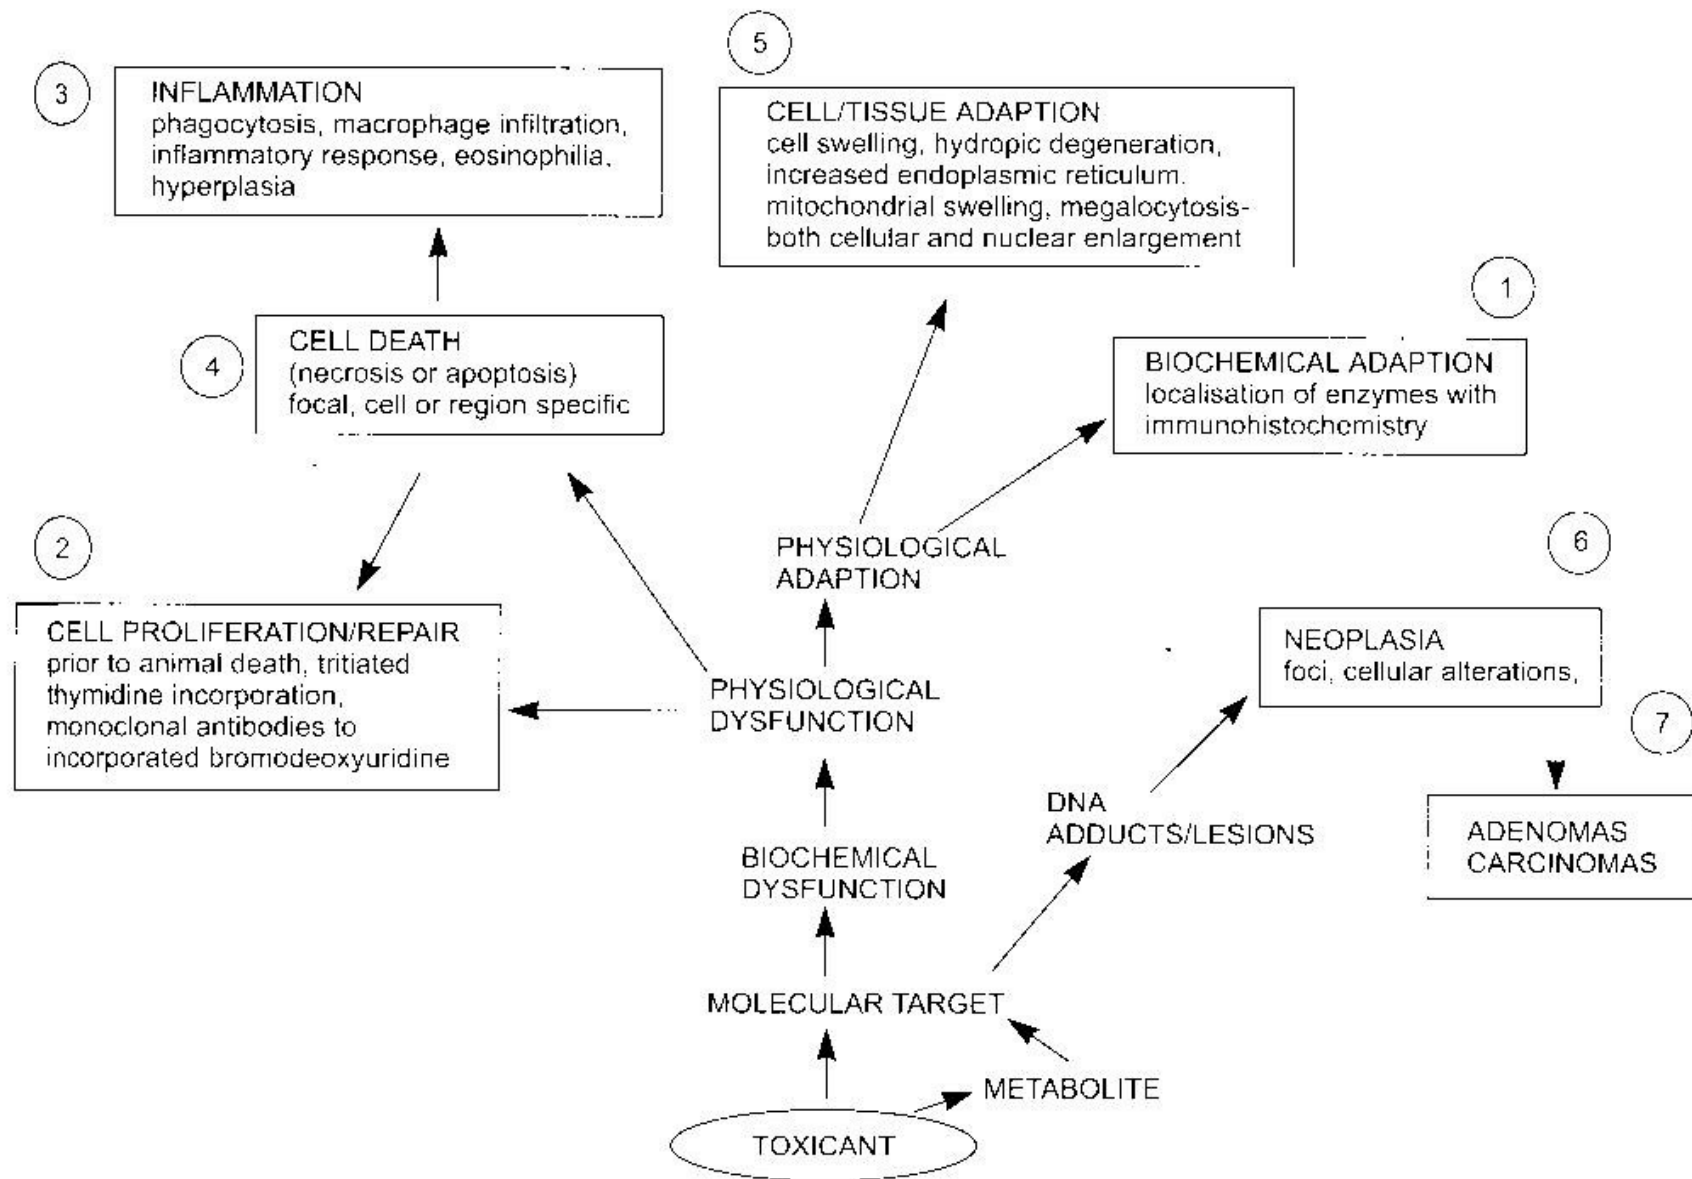 5
3
INFLAMMATION
phagocytosis, macrophage infiltration,
inflammatory response, eosinophilia,
hyperplasia
CELL/TISSUE ADAPTION
cell swelling, hydropic degeneration,
increased endoplasmic reticulum.
mitochondrial swelling, megalocytosis-
both cellular and nuclear enlargement
1
4
CELL DEATH
(necrosis or apoptosis)
focal, cell or region specific
BIOCHEMICAL ADAPTION
localisation of enzymes with
immunohistochemistry
2
PHYSIOLOGICAL
ADAPTION
6
CELL PROLIFERATION/REPAIR
prior to animal death, tritiated
thymidine incorporation,
monoclonal antibodies to
incorporated bromodeoxyuridine
PHYSIOLOGICAL
DYSFUNCTION
NEOPLASIA
foci, cellular alterations,
7
DNA
ADDUCTS/LESIONS
ADENOMAS
CARCINOMAS
BIOCHEMICAL
DYSFUNCTION
MOLECULAR TARGET
METABOLITE
TOXICANT